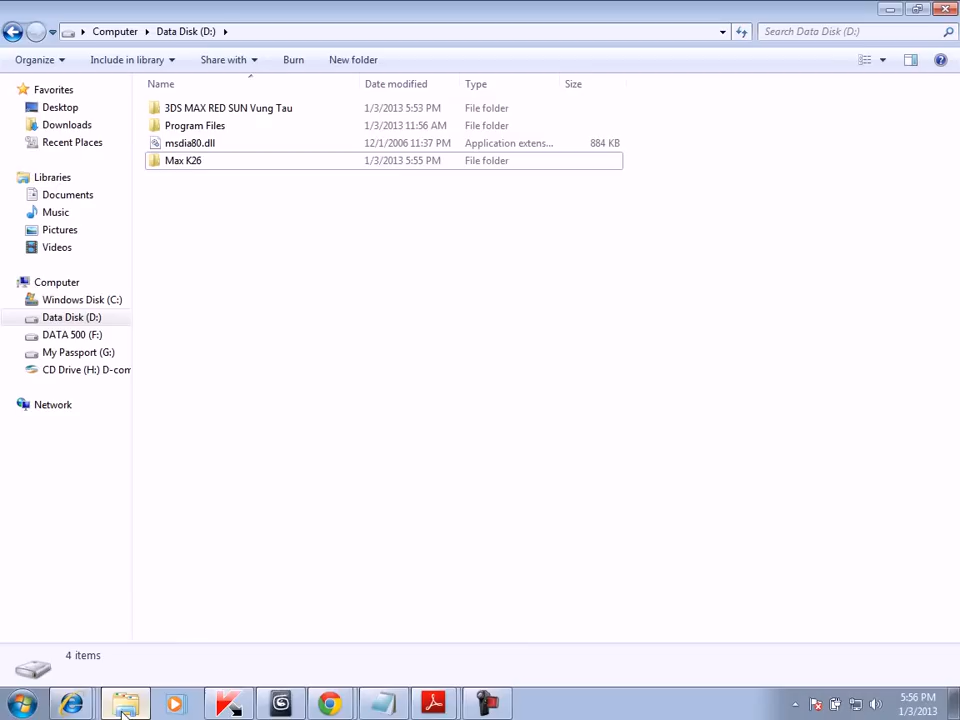 Computer Data Disk (D:) Search Data Disk (D:)
Organize Include in library Share with Burn New folder
Name Date modified Type Size
3DS MAX RED SUN Vung Tau 1/3/2013 5:53 PM File folder
Program Files 1/3/2013 11:56 AM File folder
msdia80.dll 12/1/2006 11:37 PM Application extens... 884 KB
Max K26 1/3/2013 5:55 PM File folder
Favorites
Desktop
Downloads
Recent Places
Libraries
Documents
Music
Pictures
Videos
Computer
Windows Disk (C:)
Data Disk (D:)
DATA 500 (F:)
My Passport (G:)
CD Drive (H:) D-com
Network
4 items
5:56 PM
1/3/2013